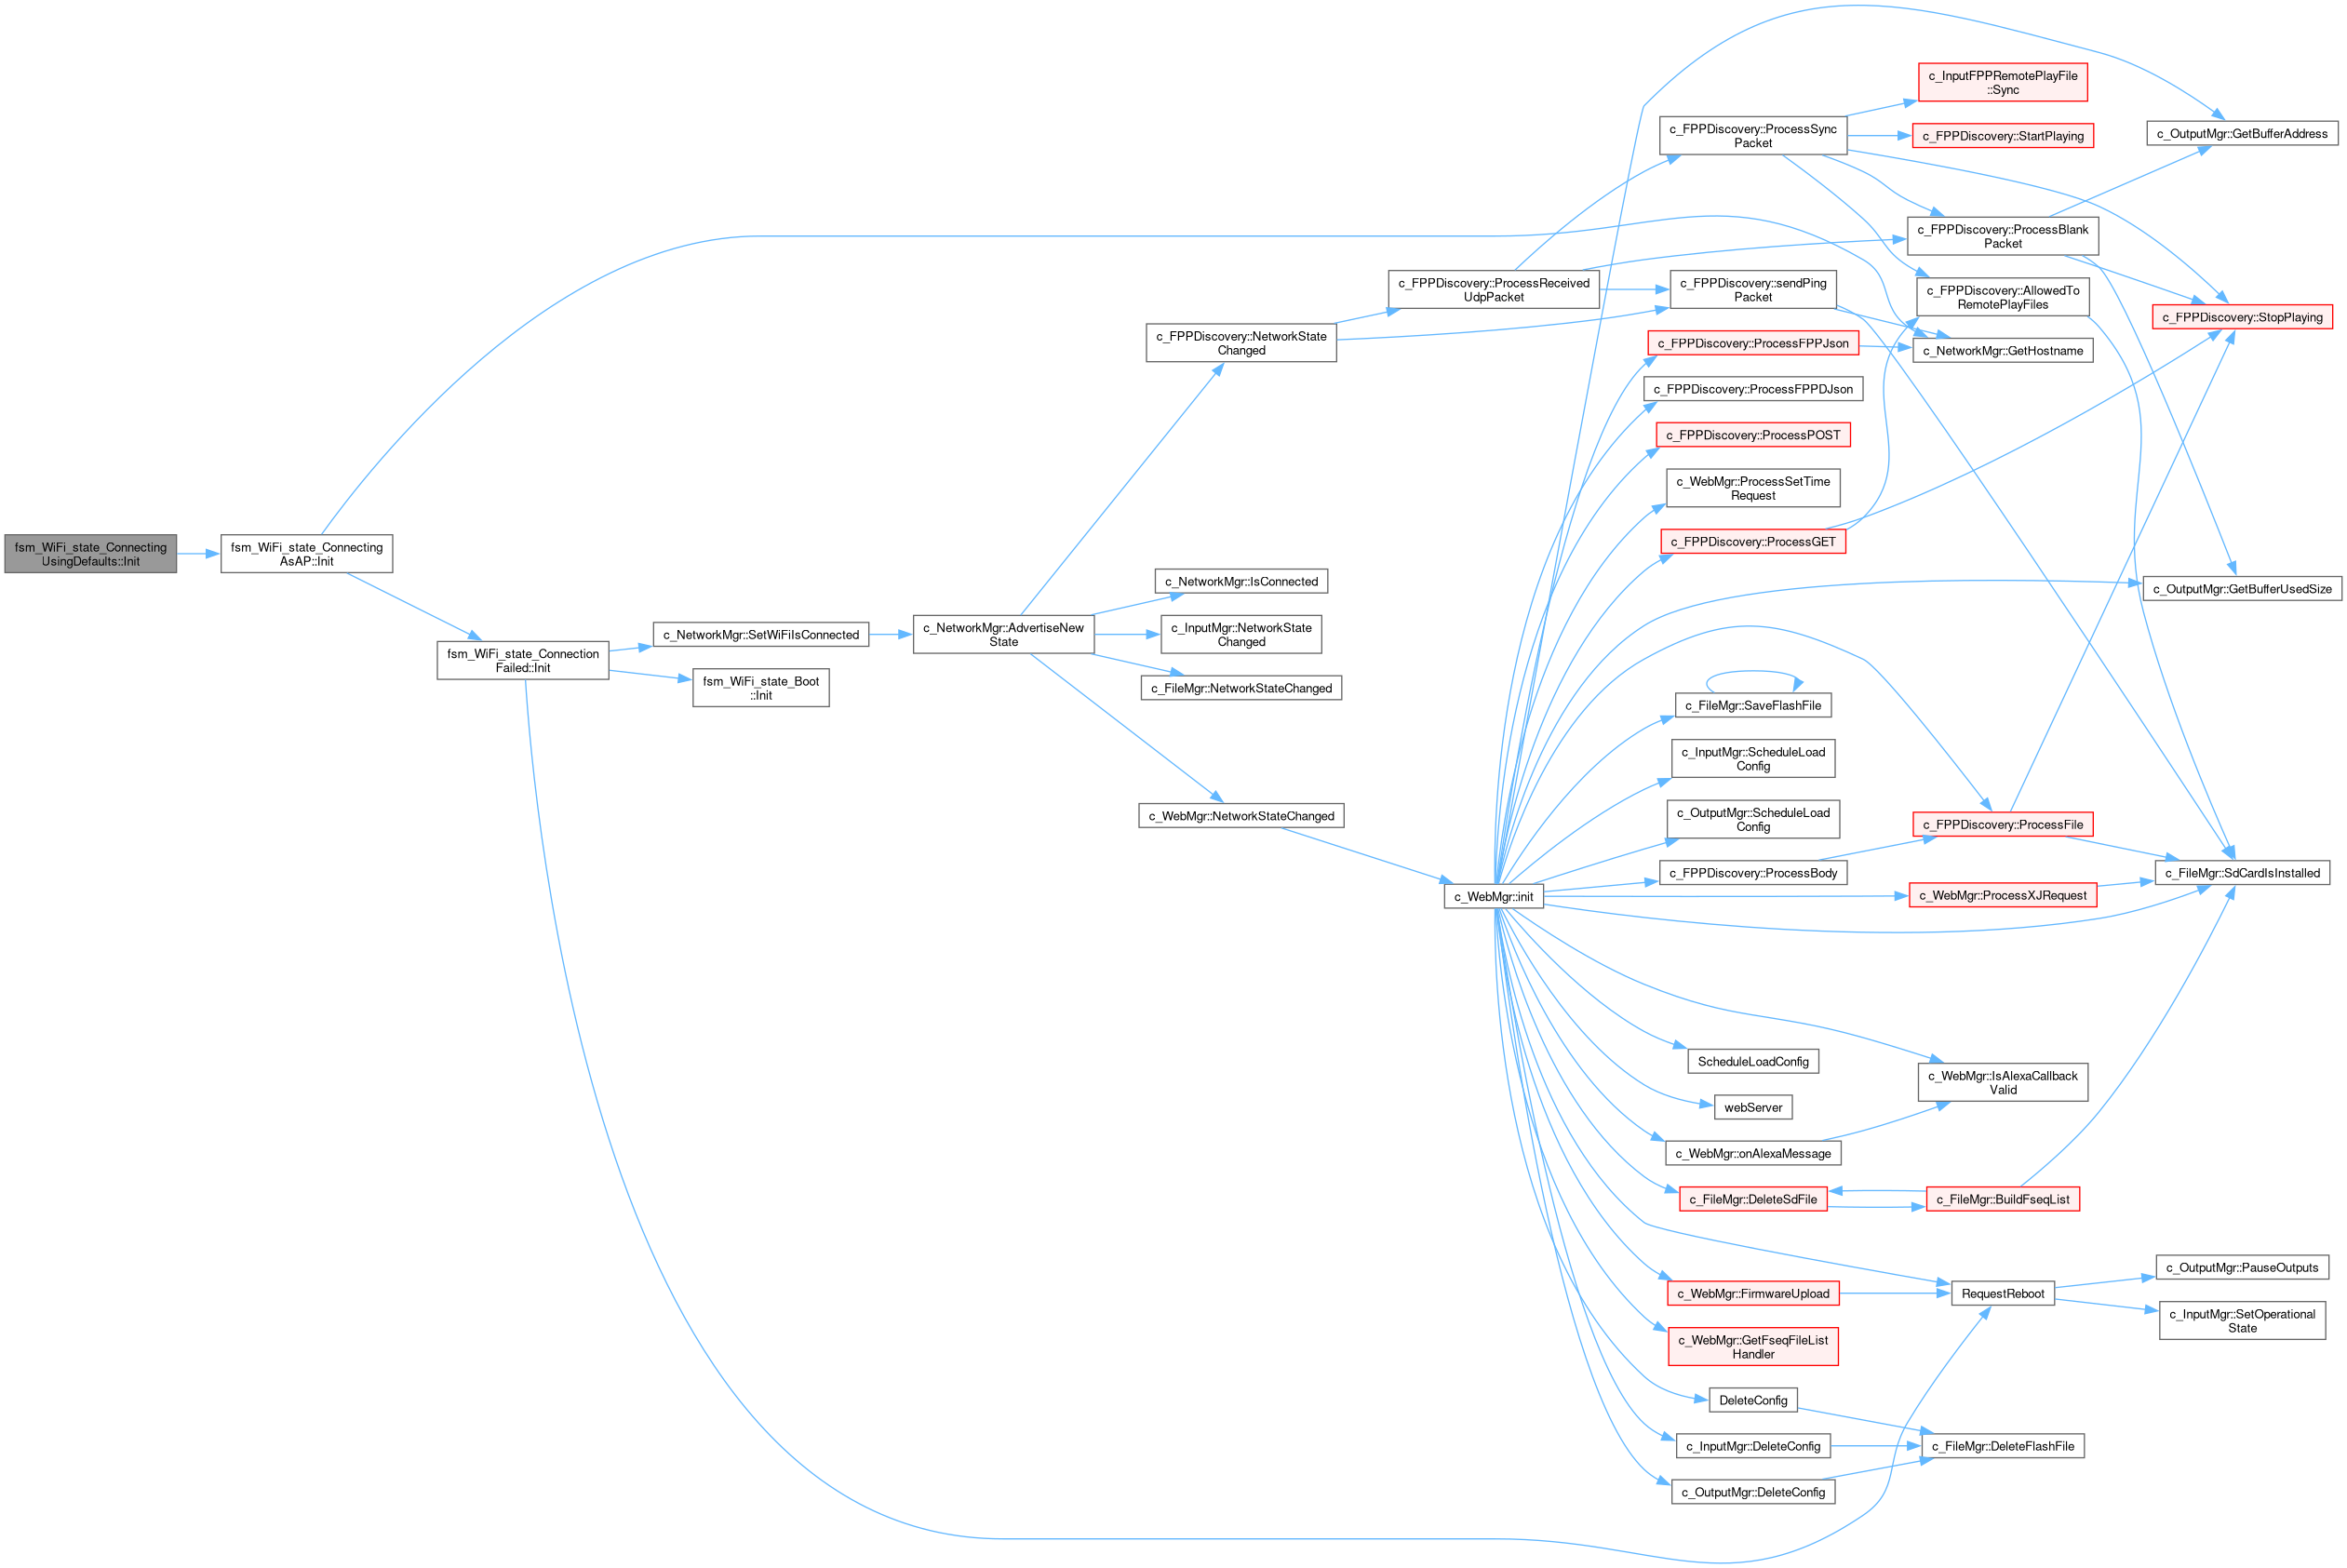 fsm_WiFi_state_Connecting
UsingDefaults::Init
fsm_WiFi_state_Connecting
AsAP::Init
fsm_WiFi_state_Connection
Failed::Init
c_NetworkMgr::SetWiFiIsConnected
fsm_WiFi_state_Boot
::Init
c_NetworkMgr::AdvertiseNew
State
c_FPPDiscovery::NetworkState
Changed
c_NetworkMgr::IsConnected
c_InputMgr::NetworkState
Changed
c_FileMgr::NetworkStateChanged
c_WebMgr::NetworkStateChanged
c_FPPDiscovery::ProcessReceived
UdpPacket
c_WebMgr::init
c_FPPDiscovery::ProcessSync
Packet
c_FPPDiscovery::sendPing
Packet
c_FPPDiscovery::ProcessFPPJson
c_FPPDiscovery::ProcessFPPDJson
c_FPPDiscovery::ProcessPOST
c_WebMgr::ProcessSetTime
Request
c_FPPDiscovery::ProcessGET
c_FileMgr::SaveFlashFile
c_InputMgr::ScheduleLoad
Config
c_OutputMgr::ScheduleLoad
Config
c_FPPDiscovery::ProcessBody
ScheduleLoadConfig
webServer
c_WebMgr::onAlexaMessage
c_FileMgr::DeleteSdFile
c_WebMgr::FirmwareUpload
c_WebMgr::GetFseqFileList
Handler
DeleteConfig
c_InputMgr::DeleteConfig
c_OutputMgr::DeleteConfig
c_InputFPPRemotePlayFile
::Sync
c_FPPDiscovery::StartPlaying
c_FPPDiscovery::ProcessBlank
Packet
c_FPPDiscovery::AllowedTo
RemotePlayFiles
c_NetworkMgr::GetHostname
c_FPPDiscovery::ProcessFile
c_WebMgr::ProcessXJRequest
c_WebMgr::IsAlexaCallback
Valid
c_FileMgr::BuildFseqList
RequestReboot
c_FileMgr::DeleteFlashFile
c_OutputMgr::GetBufferAddress
c_FPPDiscovery::StopPlaying
c_OutputMgr::GetBufferUsedSize
c_FileMgr::SdCardIsInstalled
c_OutputMgr::PauseOutputs
c_InputMgr::SetOperational
State